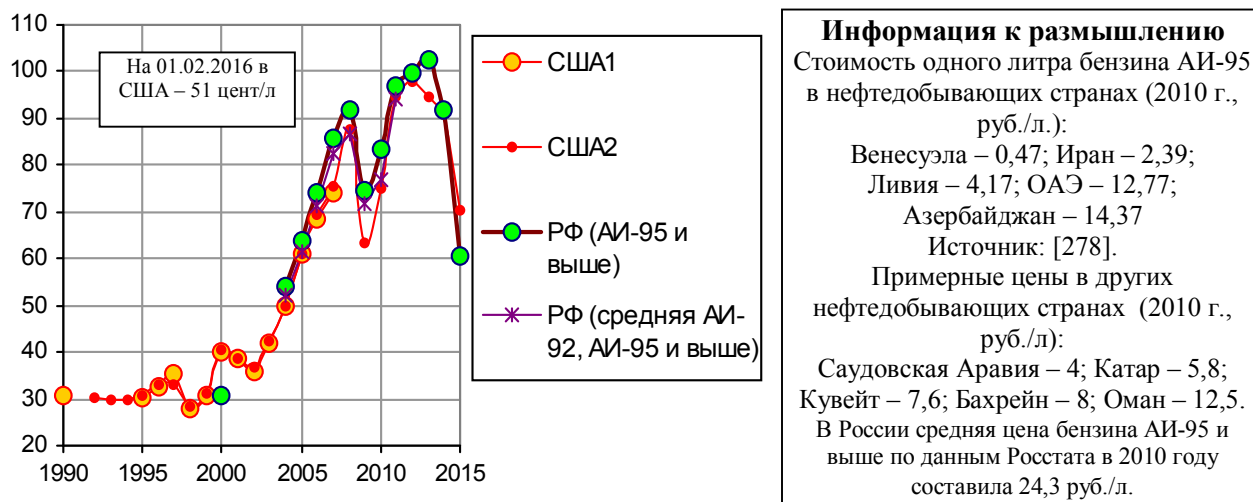 110
100
90
80
70
60
50
40
30
20
1990
1995
2000
2005
2010
2015
На 01.02.2016 в
США – 51 цент/л
США1
США2
РФ (АИ-95 и
выше)
РФ (средняя АИ-
92, АИ-95 и выше)
Информация к размышлению
Стоимость одного литра бензина АИ-95
в нефтедобывающих странах (2010 г.,
руб./л.):
Венесуэла – 0,47; Иран – 2,39;
Ливия – 4,17; ОАЭ – 12,77;
Азербайджан – 14,37
Источник: [278].
Примерные цены в других
нефтедобывающих странах (2010 г.,
руб./л):
Саудовская Аравия – 4; Катар – 5,8;
Кувейт – 7,6; Бахрейн – 8; Оман – 12,5.
В России средняя цена бензина АИ-95 и
выше по данным Росстата в 2010 году
составила 24,3 руб./л.